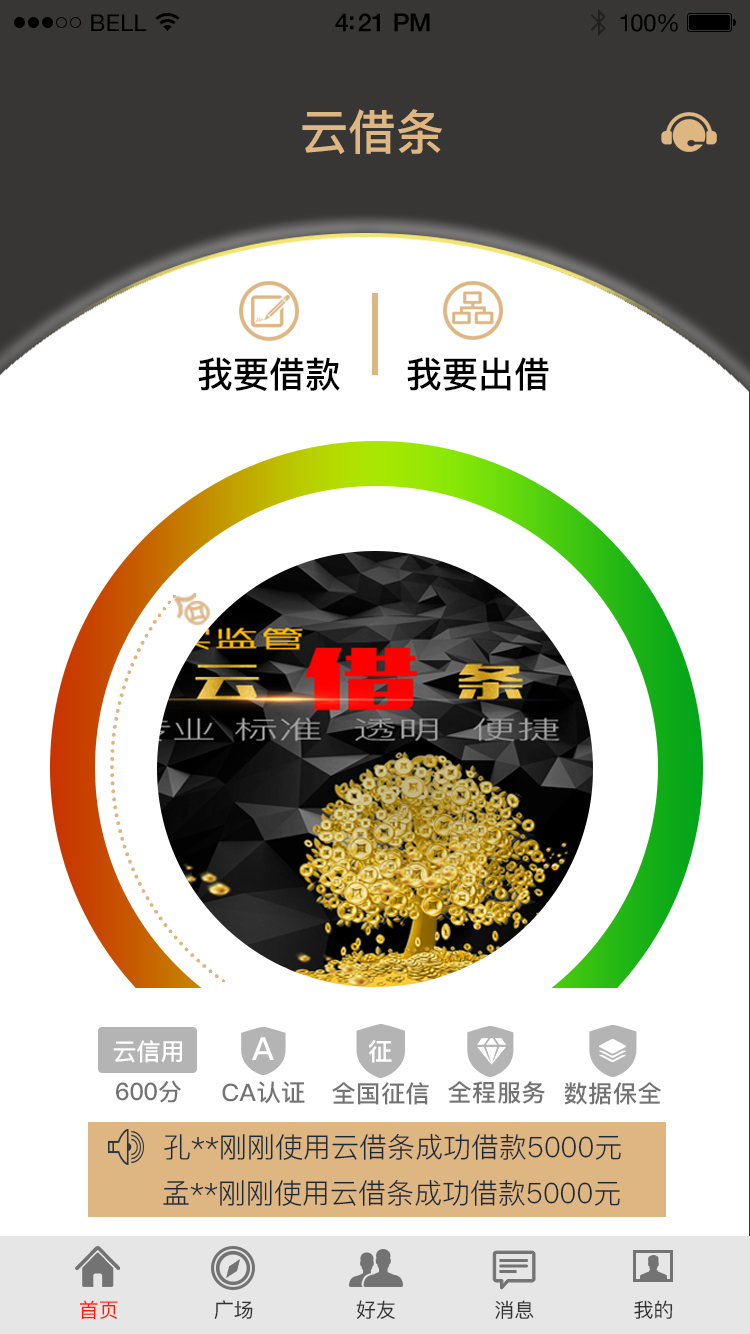 BELL 4:21 PM 100%
云借条
我要借款 我要出借
监管
云借条
业 标准 透明 便捷
云信用 A 征
600分 CA认证 全国征信 全程服务 数据保全
孔**刚刚使用云借条成功借款5000元
孟**刚刚使用云借条成功借款5000元
首页 广场 好友 消息 我的